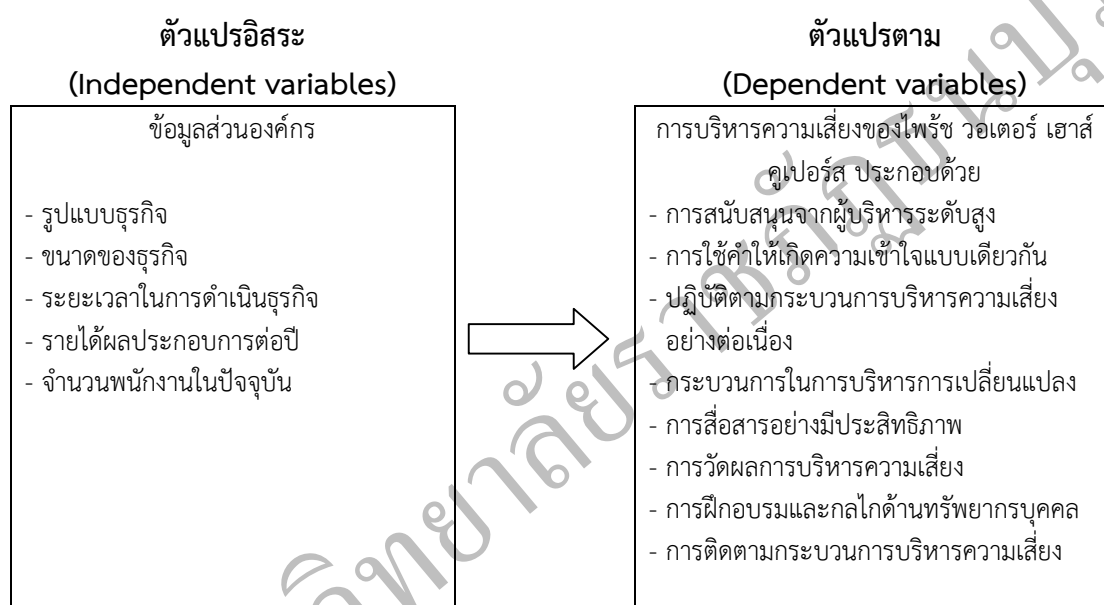 ตัวแปรอิสระ
(Independent variables)
ข้อมูลส่วนองค์กร
- รูปแบบธุรกิจ
- ขนาดของธุรกิจ
- ระยะเวลาในการดำเนินธุรกิจ
- รายได้ผลประกอบการต่อปี
- จำนวนพนักงานในปัจจุบัน
ตัวแปรตาม
(Dependent variables)
การบริหารความเสี่ยงของไพร้ซ วอเตอร์ เฮาส์
คูเปอร์ส ประกอบด้วย
- การสนับสนุนจากผู้บริหารระดับสูง
- การใช้คำให้เกิดความเข้าใจแบบเดียวกัน
- ปฏิบัติตามกระบวนการบริหารความเสี่ยง
อย่างต่อเนื่อง
- กระบวนการในการบริหารการเปลี่ยนแปลง
- การสื่อสารอย่างมีประสิทธิภาพ
- การวัดผลการบริหารความเสี่ยง
- การฝึกอบรมและกลไกด้านทรัพยากรบุคคล
- การติดตามกระบวนการบริหารความเสี่ยง